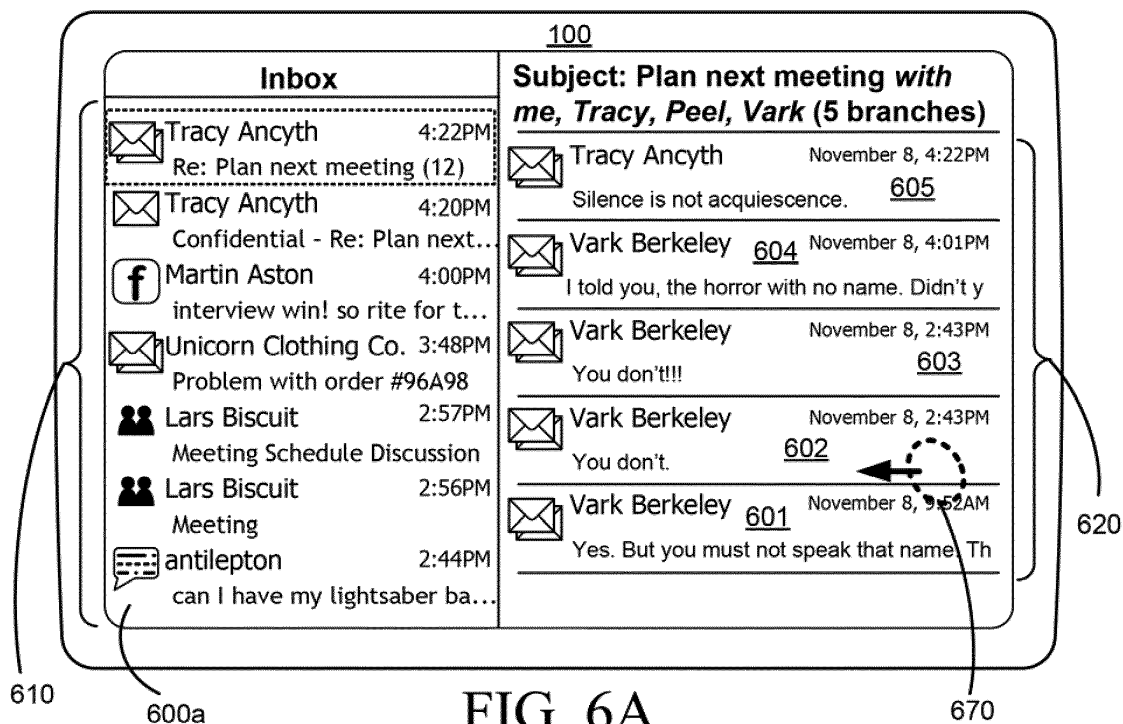 100
Inbox
Tracy Ancyth 4:22PM
Re: Plan next meeting (12)
Tracy Ancyth 4:20PM
Confidential - Re: Plan next...
f Martin Aston 4:00PM
interview win! so rite for t...
Unicorn Clothing Co. 3:48PM
Problem with order #96A98
Lars Biscuit 2:57PM
Meeting Schedule Discussion
Lars Biscuit 2:56PM
Meeting
antilepton 2:44PM
can I have my lightsaber ba...
Subject: Plan next meeting with
me, Tracy, Peel, Vark (5 branches)
Tracy Ancyth November 8, 4:22PM
Silence is not acquiescence. 605
Vark Berkeley 604 November 8, 4:01PM
I told you, the horror with no name. Didn't y
Vark Berkeley November 8, 2:43PM
You don't!!! 603
Vark Berkeley November 8, 2:43PM
You don't. 602
Vark Berkeley 601 November 8, 9:52AM
Yes. But you must not speak that name. Th
610
600a
620
670
FIG. 6A